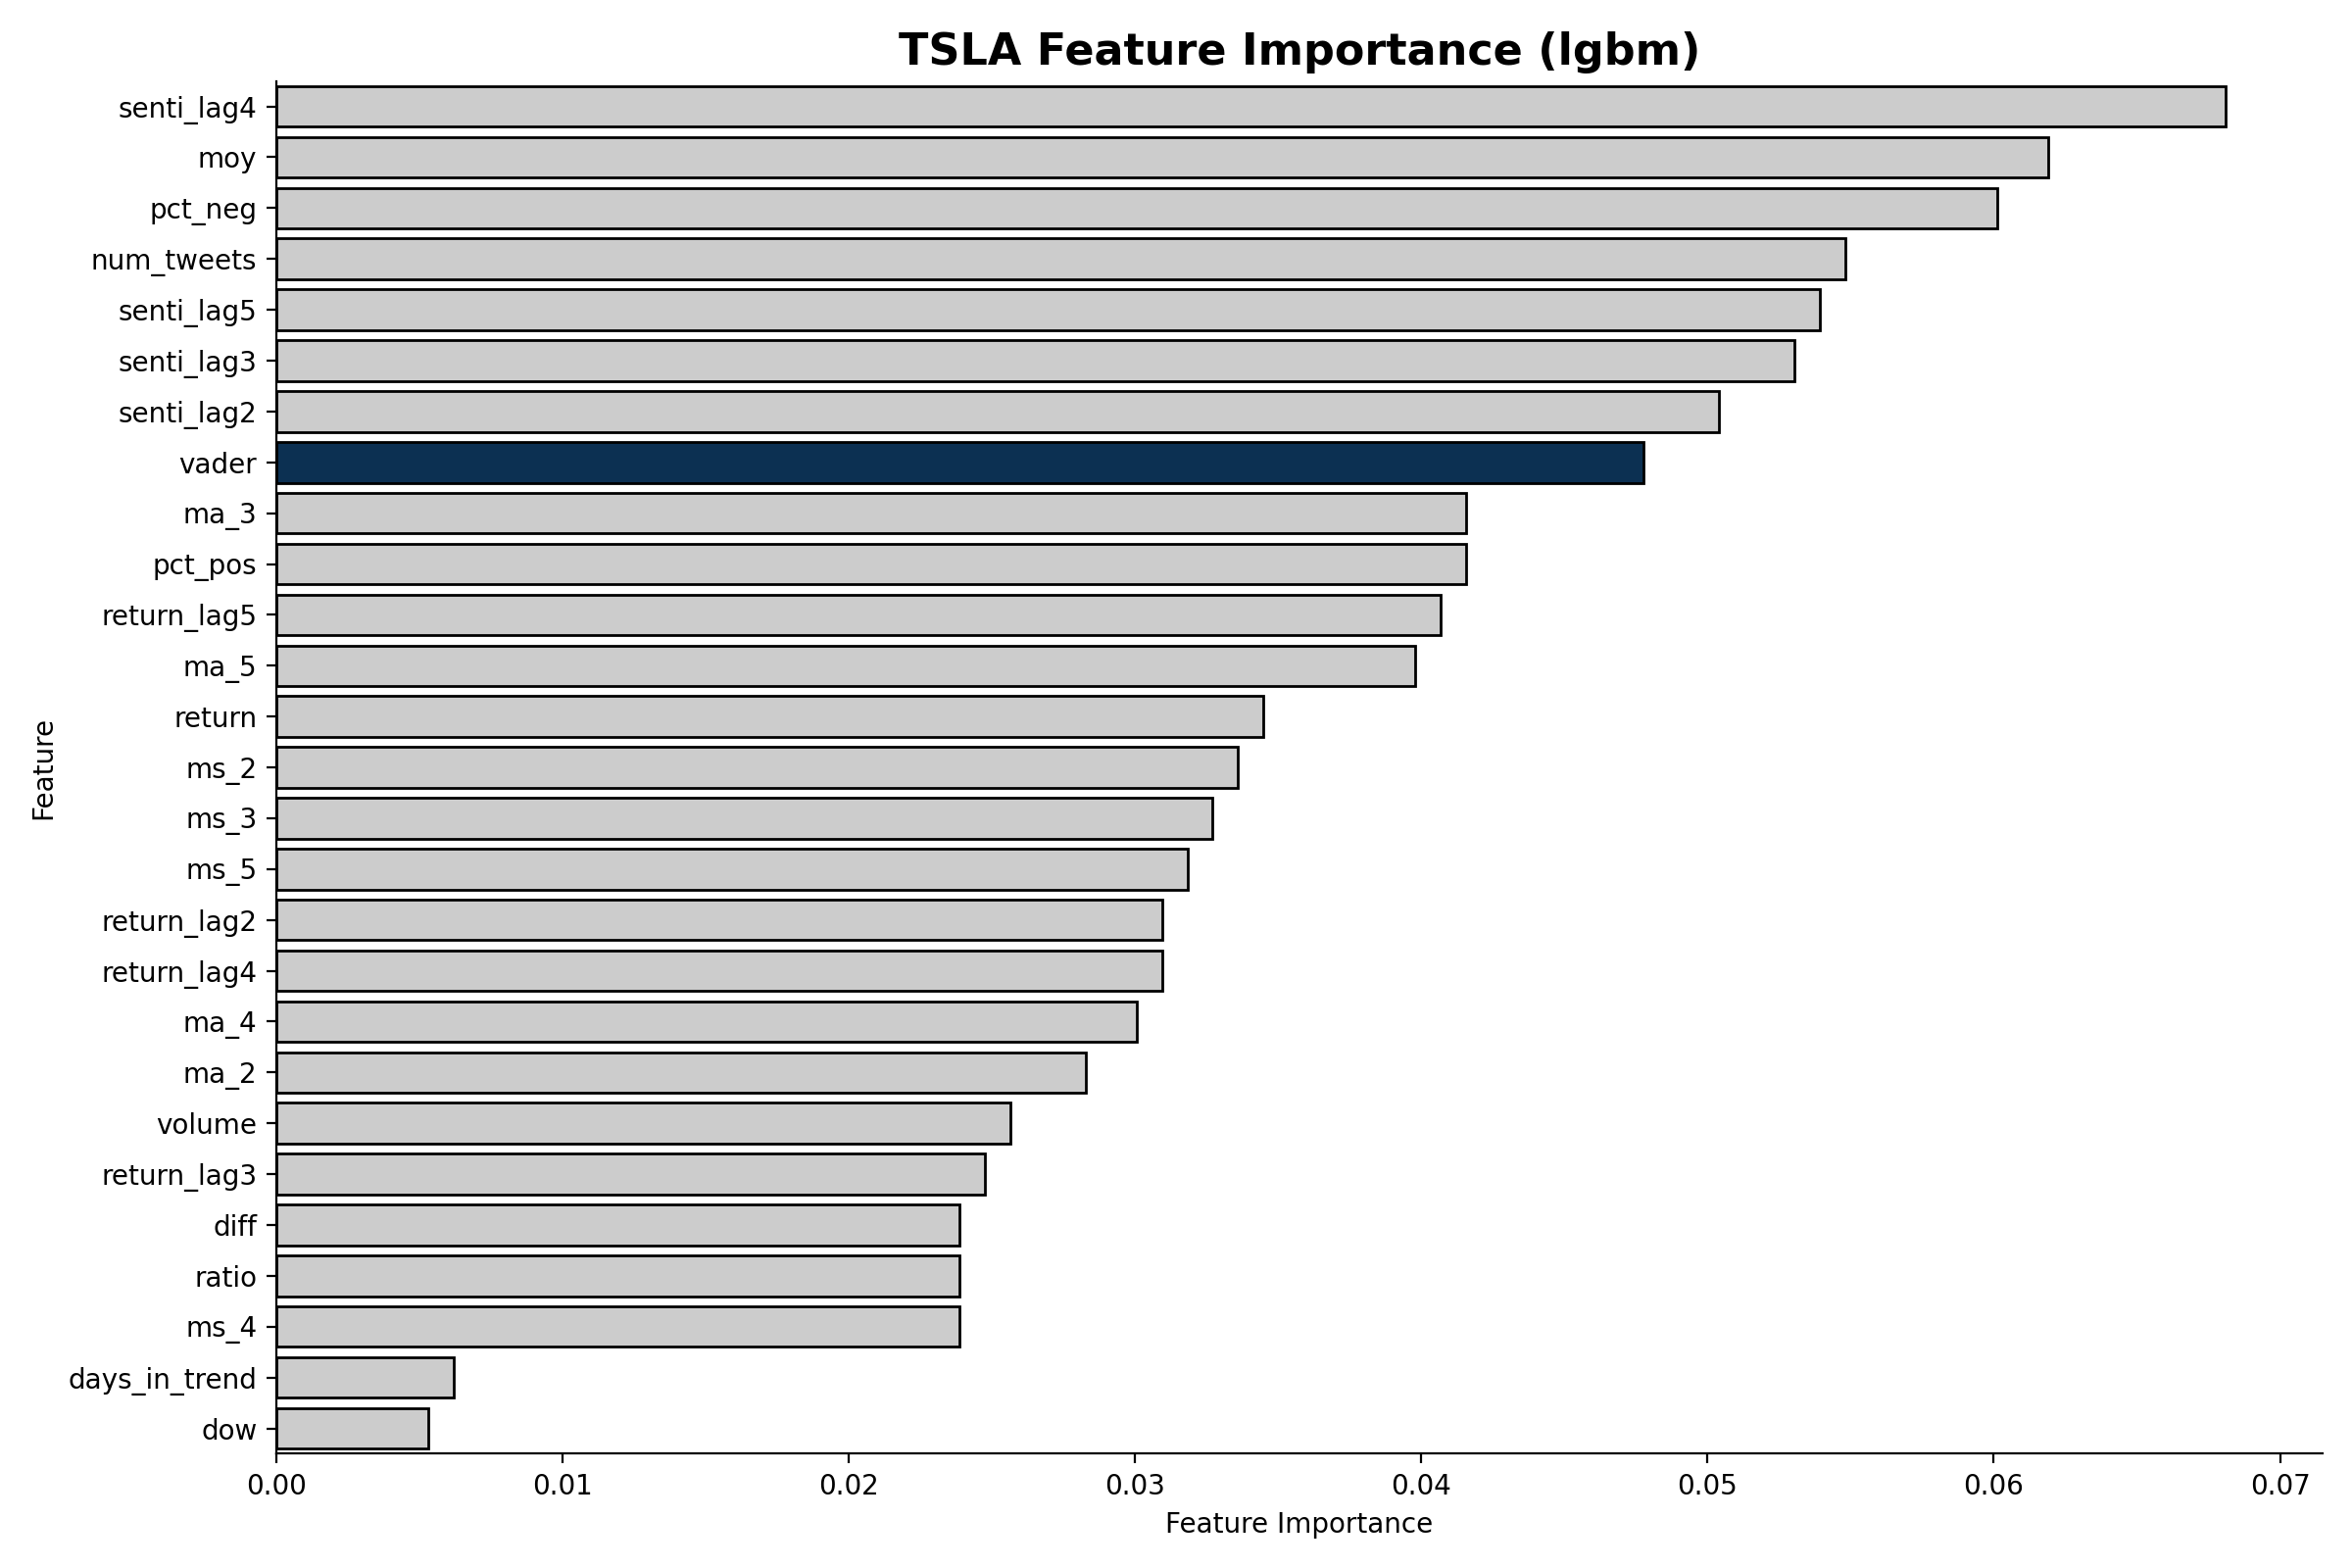 TSLA Feature Importance (lgbm)
senti_lag4
moy
pct_neg
num_tweets
senti_lag5
senti_lag3
senti_lag2
vader
ma_3
pct_pos
return_lag5
ma_5
return
ms_2
ms_3
ms_5
return_lag2
return_lag4
ma_4
ma_2
volume
return_lag3
diff
ratio
ms_4
days_in_trend
dow
Feature
0.00 0.01 0.02 0.03 0.04 0.05 0.06 0.07
Feature Importance